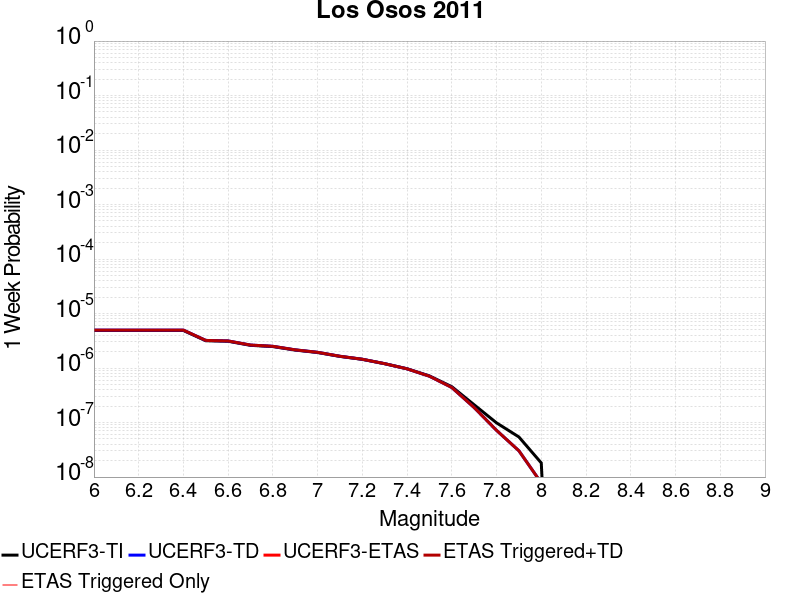 Los Osos 2011
1 Week Probability
10^0
10^-1
10^-2
10^-3
10^-4
10^-5
10^-6
10^-7
10^-8
6 6.2 6.4 6.6 6.8 7 7.2 7.4 7.6 7.8 8 8.2 8.4 8.6 8.8 9
Magnitude
UCERF3-TI UCERF3-TD UCERF3-ETAS ETAS Triggered+TD
ETAS Triggered Only